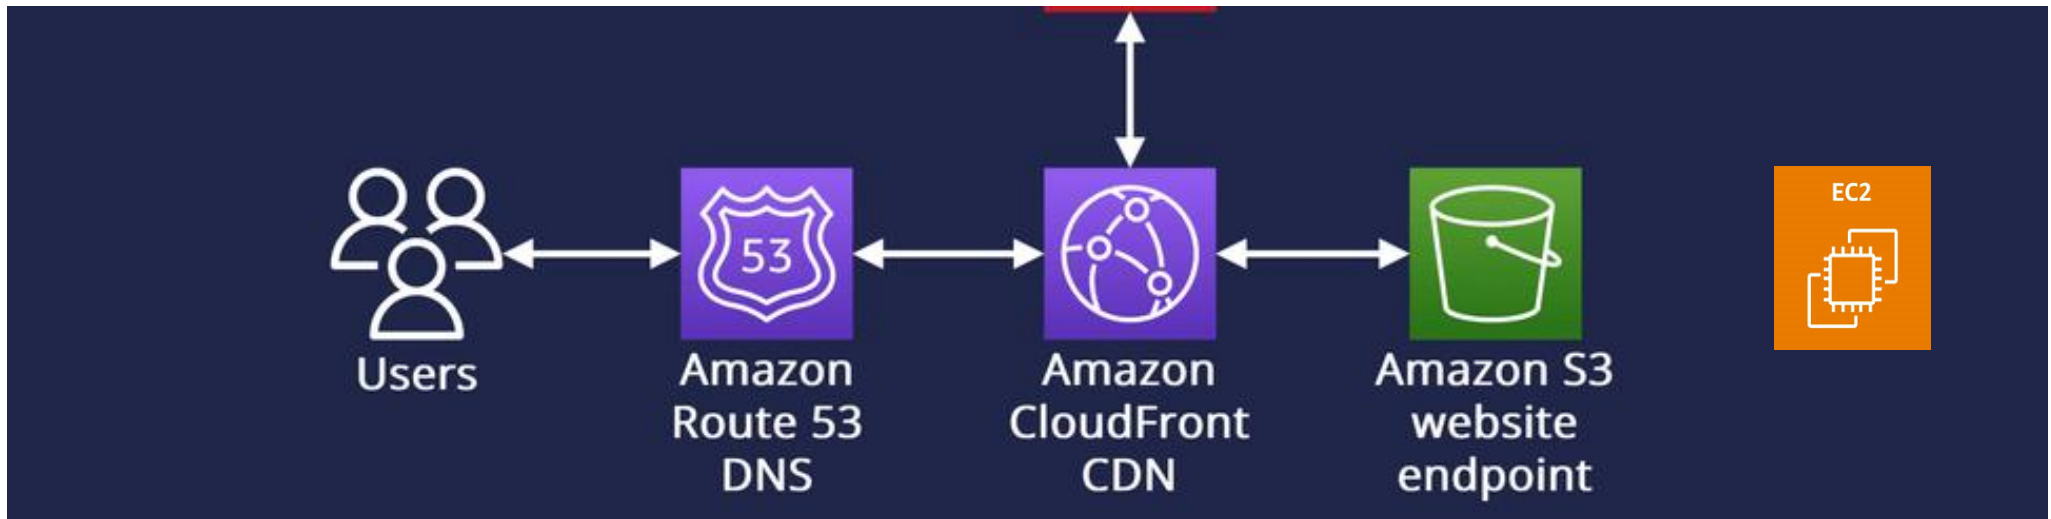 EC2
53
Users
Amazon
Route 53
DNS
Amazon
CloudFront
CDN
Amazon S3
website
endpoint